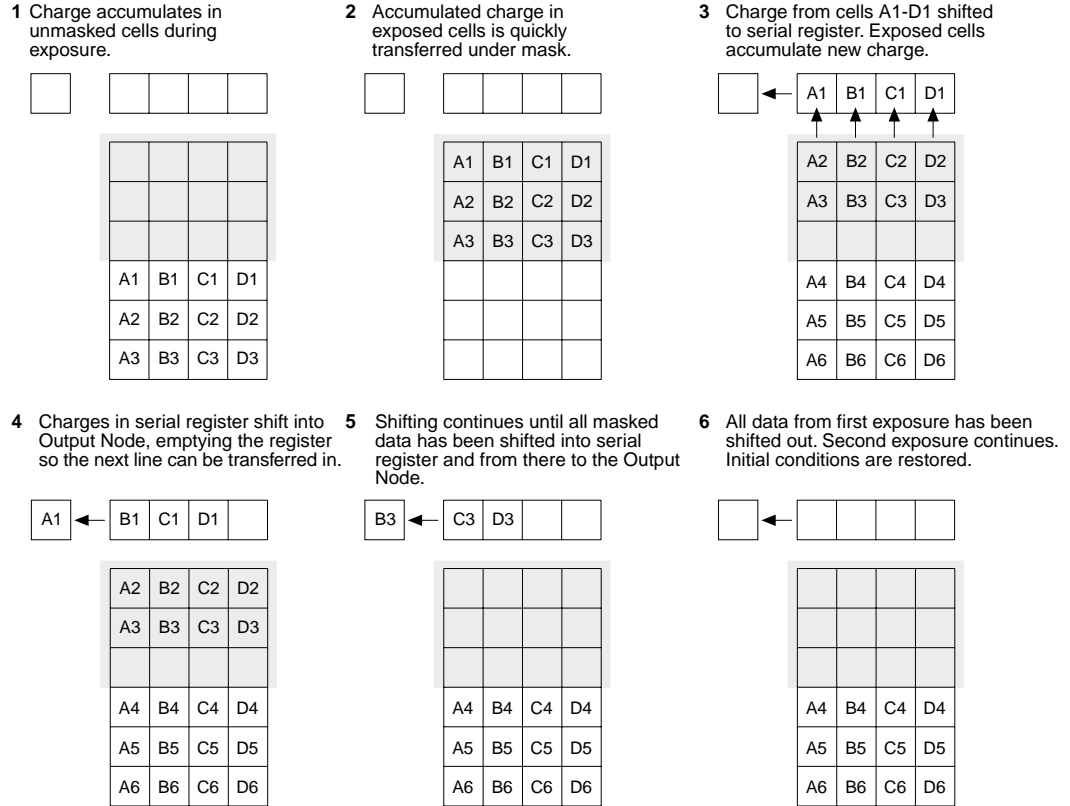 1 Charge accumulates in
unmasked cells during
exposure.
A1 B1 C1 D1
A2 B2 C2 D2
A3 B3 C3 D3
2 Accumulated charge in
exposed cells is quickly
transferred under mask.
A1 B1 C1 D1
A2 B2 C2 D2
A3 B3 C3 D3
3 Charge from cells A1-D1 shifted
to serial register. Exposed cells
accumulate new charge.
A1 B1 C1 D1
A2 B2 C2 D2
A3 B3 C3 D3
A4 B4 C4 D4
A5 B5 C5 D5
A6 B6 C6 D6
4 Charges in serial register shift into
Output Node, emptying the register
so the next line can be transferred in.
A1 B1 C1 D1
A2 B2 C2 D2
A3 B3 C3 D3
A4 B4 C4 D4
A5 B5 C5 D5
A6 B6 C6 D6
5 Shifting continues until all masked
data has been shifted into serial
register and from there to the Output
Node.
B3 C3 D3
A4 B4 C4 D4
A5 B5 C5 D5
A6 B6 C6 D6
6 All data from first exposure has been
shifted out. Second exposure continues.
Initial conditions are restored.
A4 B4 C4 D4
A5 B5 C5 D5
A6 B6 C6 D6